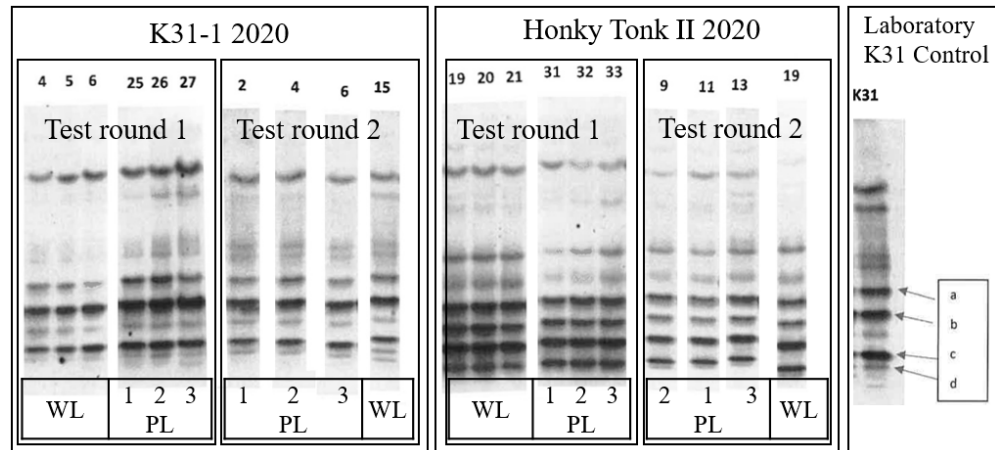 K31-1 2020
4 5 6 25 26 27
Test round 1
WL
1 2 3
PL
2 4 6 15
Test round 2
1 2 3
PL
WL
Honky Tonk II 2020
19 20 21 31 32 33
Test round 1
WL
1 2 3
PL
9 11 13 19
Test round 2
2 1 3
PL
WL
Laboratory
K31 Control
K31
a
b
c
d